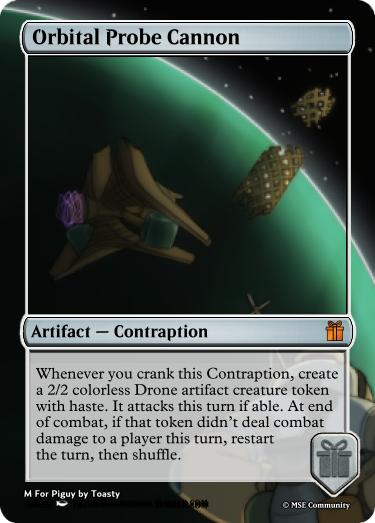 Orbital Probe Cannon
Artifact — Contraption
Whenever you crank this Contraption, create
a 2/2 colorless Drone artifact creature token
with haste. It attacks this turn if able. At end
of combat, if that token didn't deal combat
damage to a player this turn, restart
the turn, then shuffle.
M For Piguy by Toasty
© MSE Community